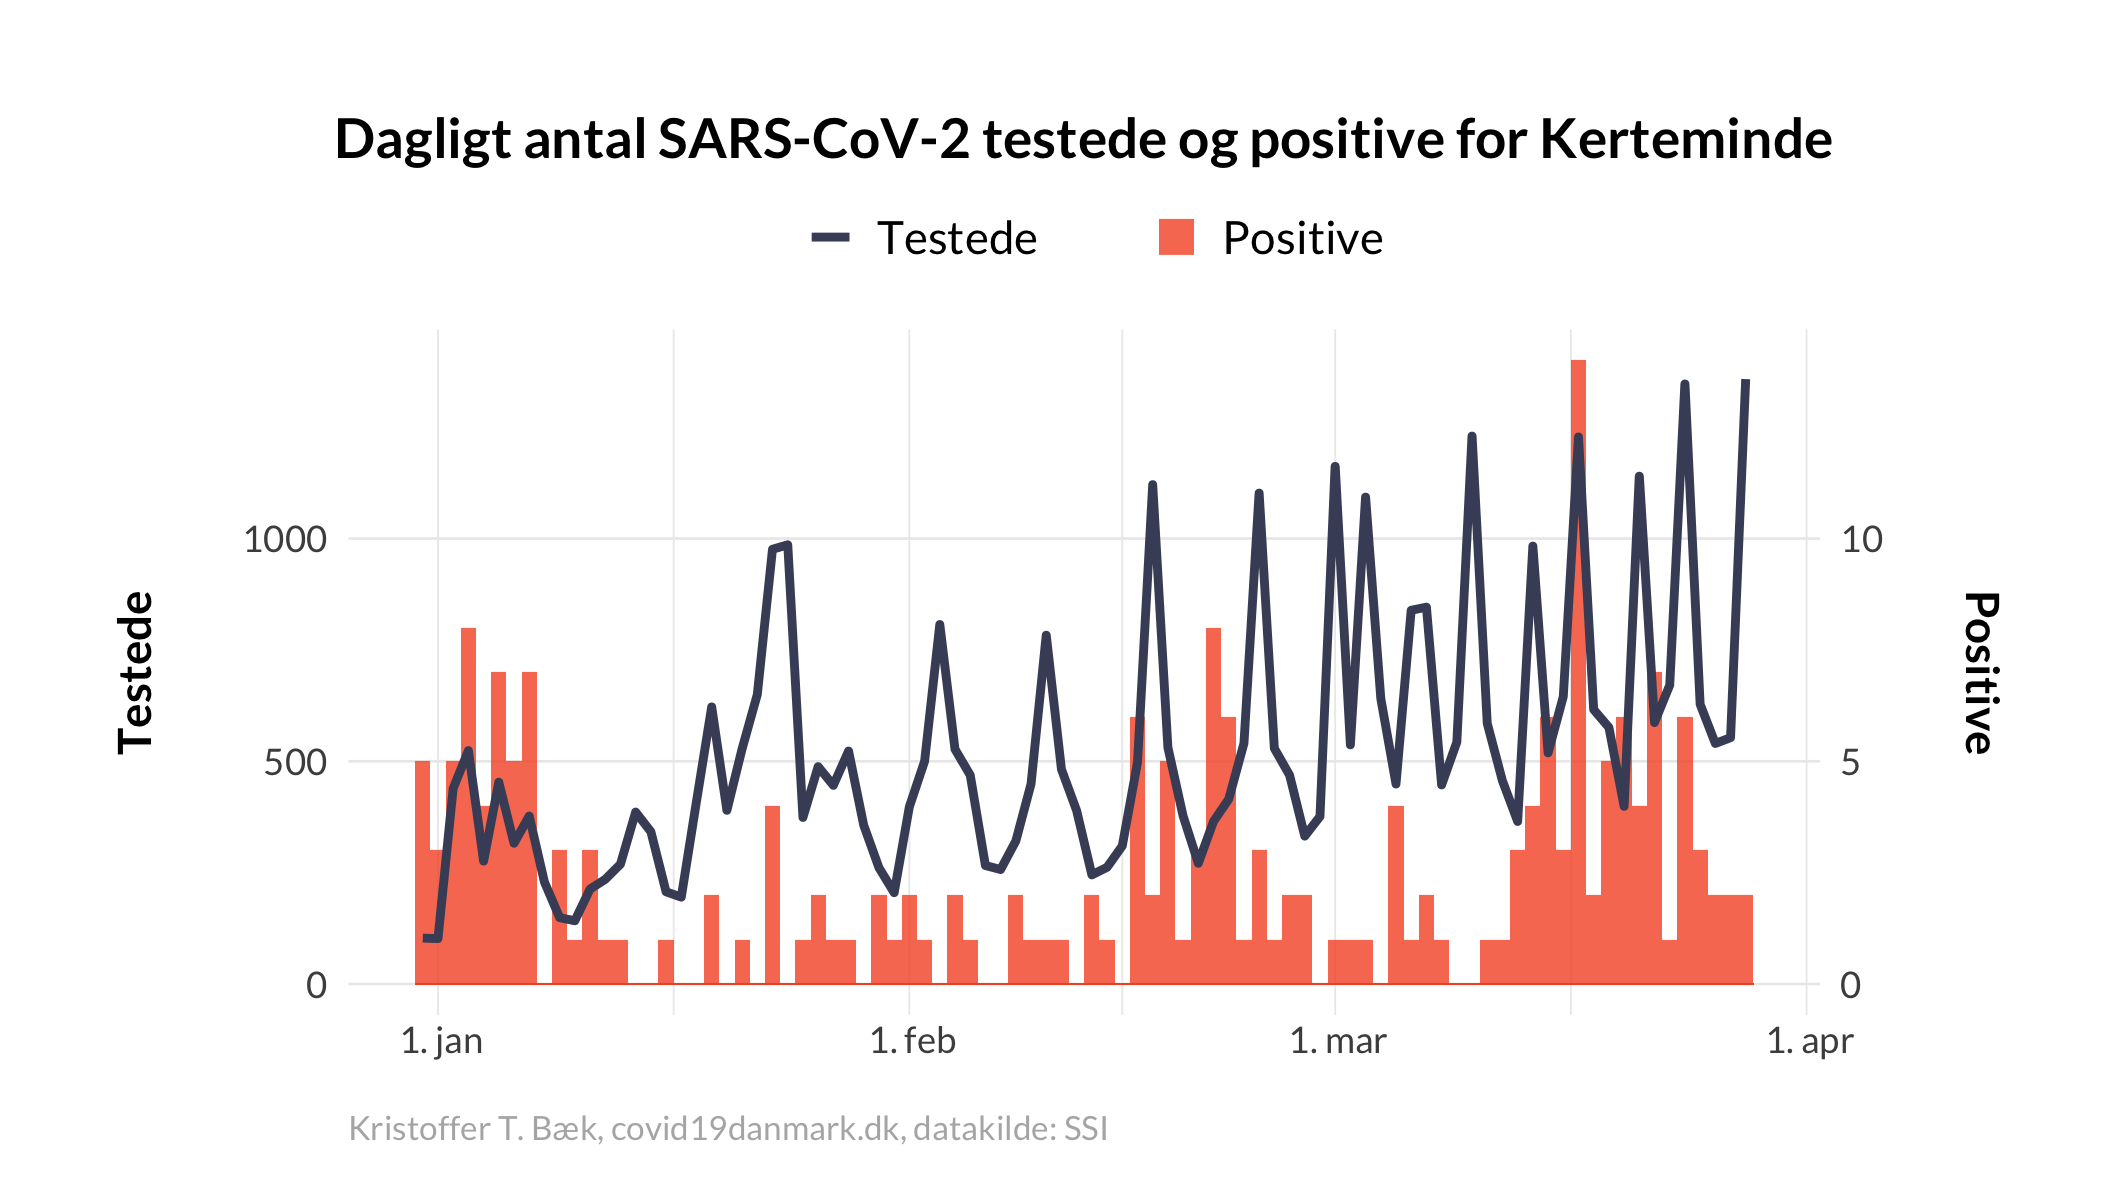 Dagligt antal SARS-CoV-2 testede og positive for Kerteminde
Testede Positive
1000 10
Testede
Positive
500 5
0 0
1. jan 1. feb 1. mar 1. apr
Kristoffer T. Bæk, covid19danmark.dk, datakilde: SSI